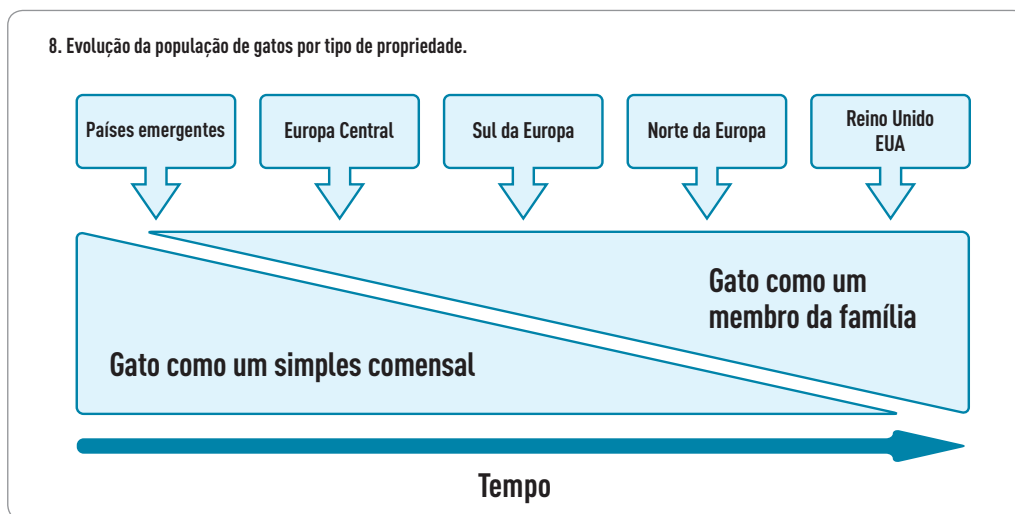 8. Evolução da população de gatos por tipo de propriedade.
Países emergentes
Europa Central
Sul da Europa
Norte da Europa
Reino Unido
EUA
Gato como um
membro da família
Gato como um simples comensal
Tempo